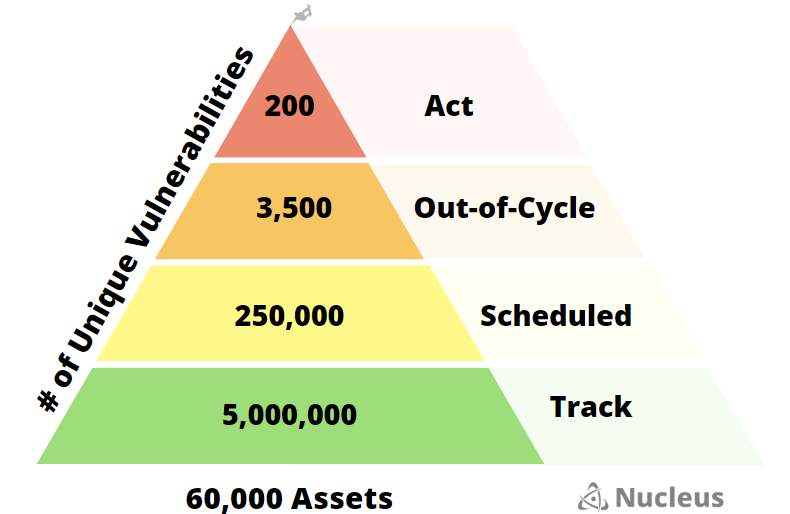 # of Unique Vulnerabilities
200
Act
3,500
Out-of-Cycle
250,000
Scheduled
5,000,000
Track
60,000 Assets
Nucleus